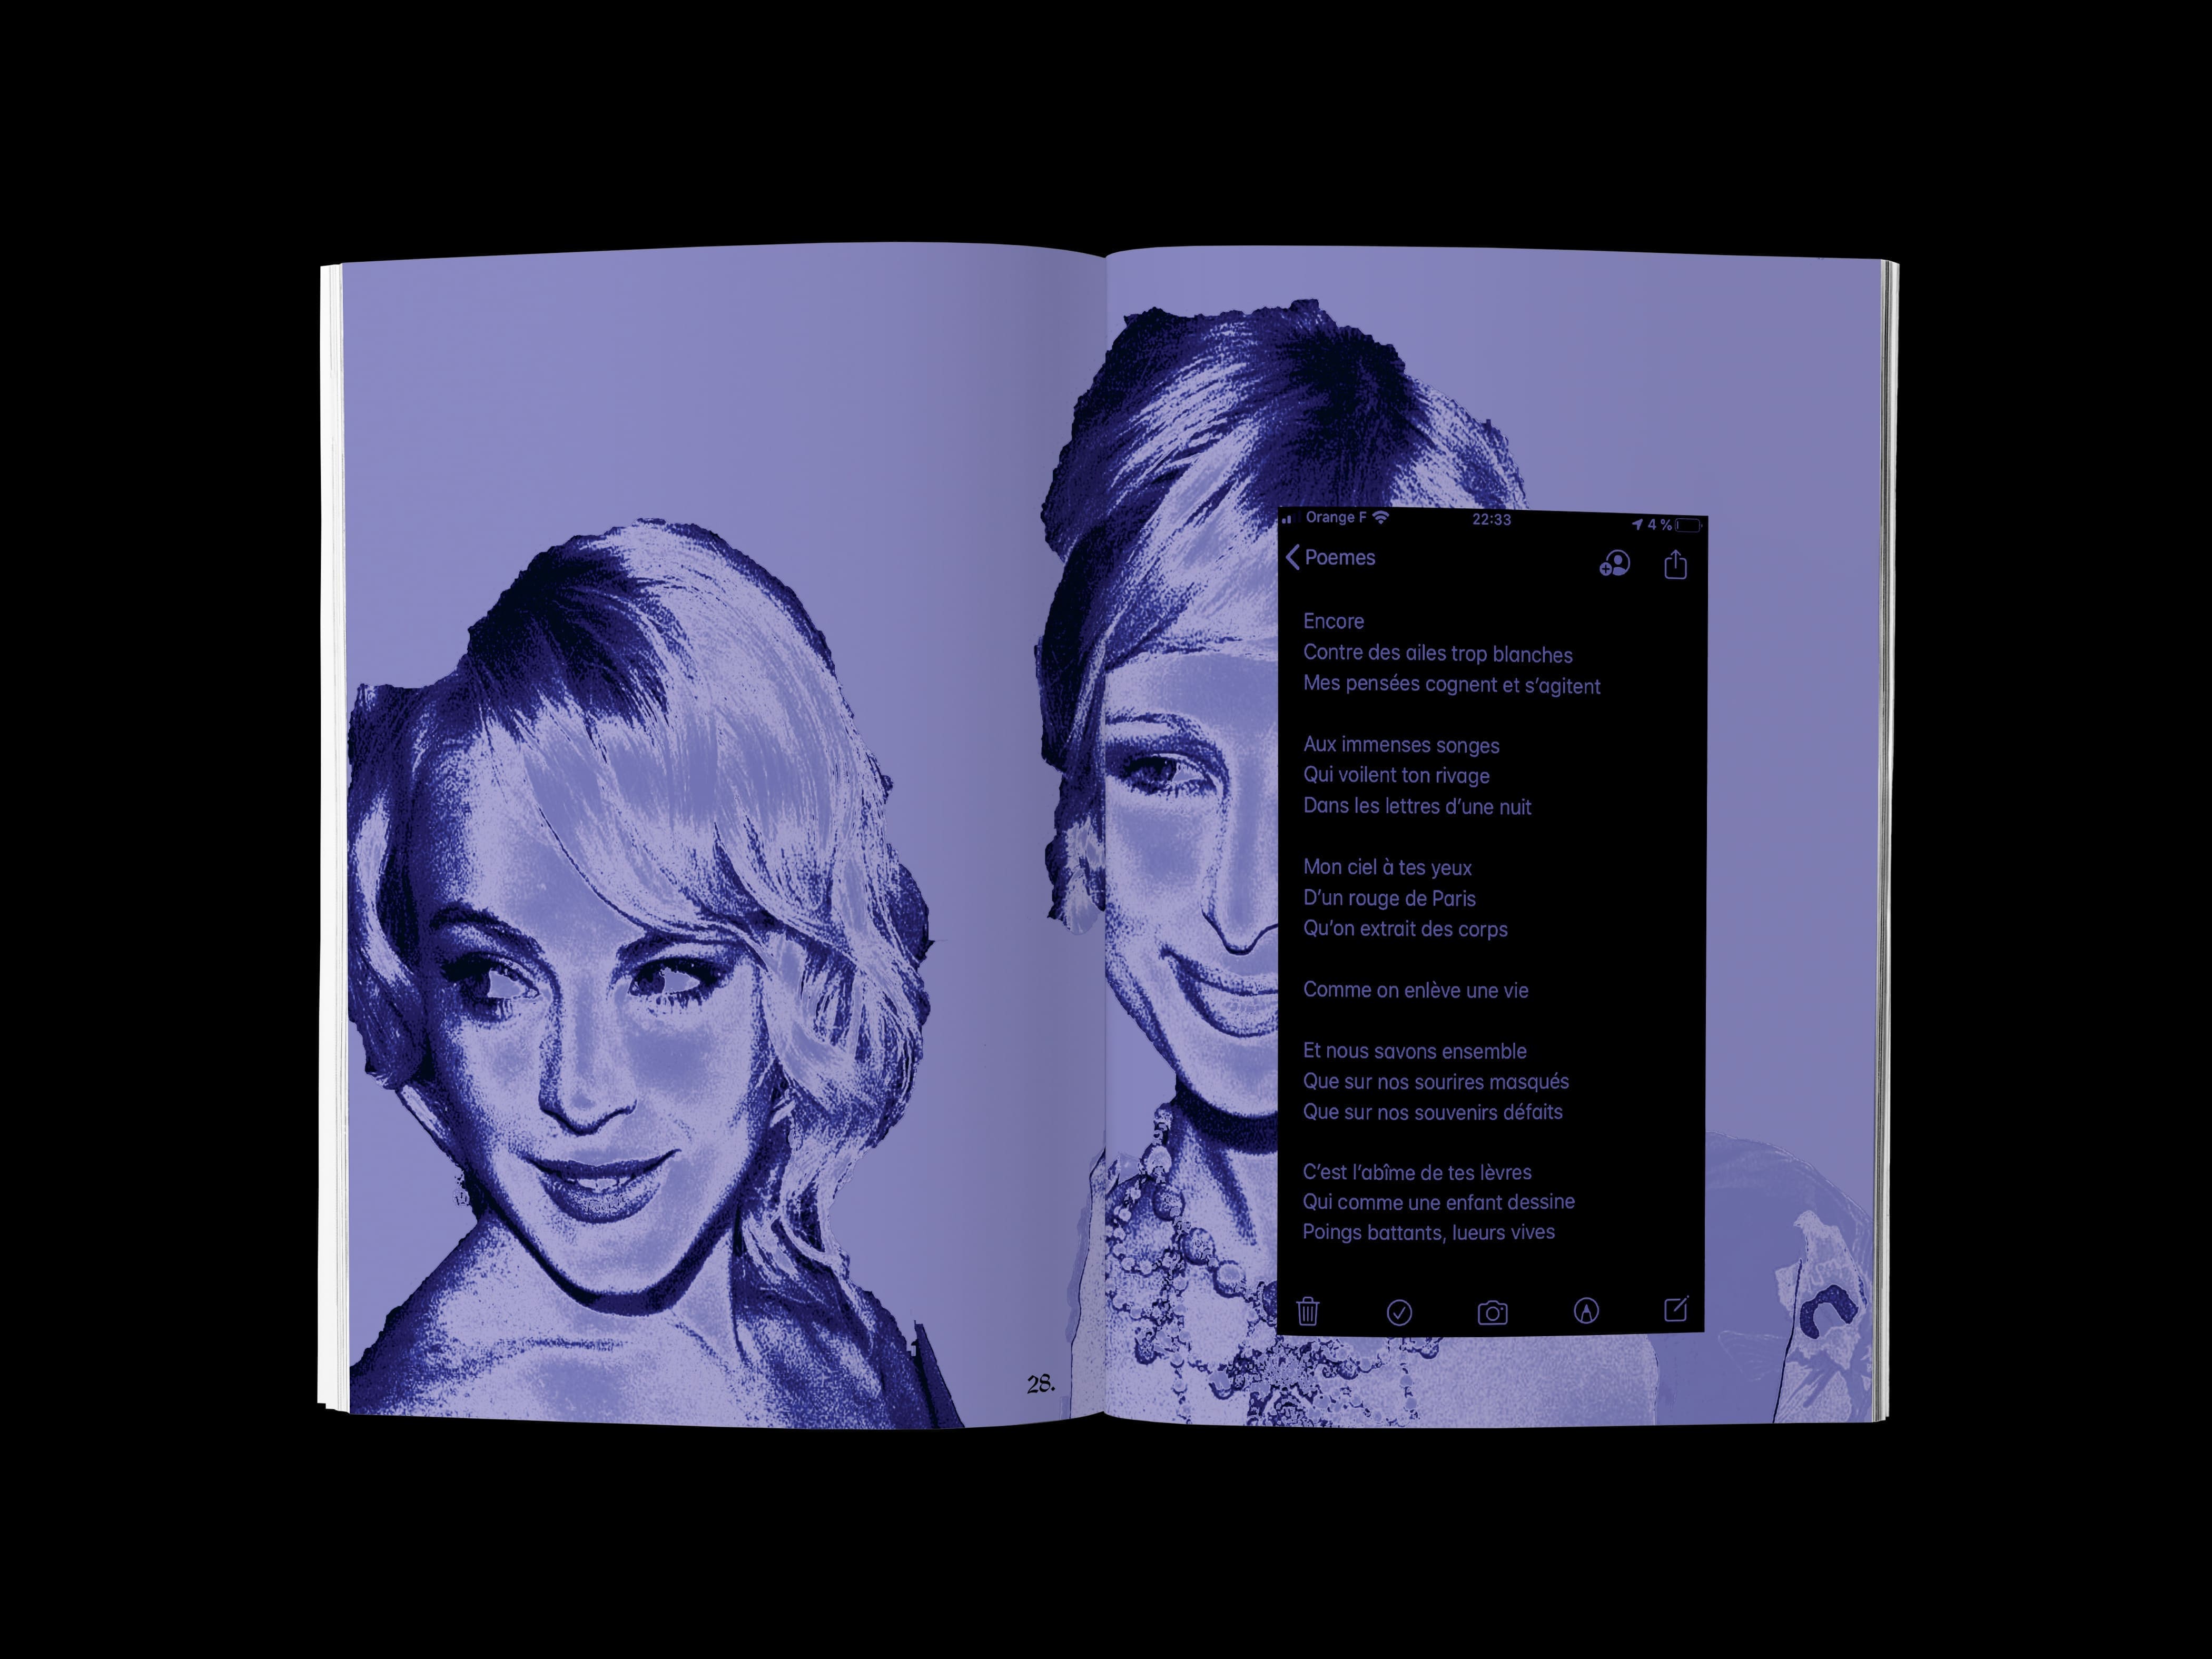 28.
Orange F 22:33 4 %
Poemes
Encore
Contre des ailes trop blanches
Mes pensées cognent et s'agitent
Aux immenses songes
Qui voilent ton rivage
Dans les lettres d'une nuit
Mon ciel à tes yeux
D'un rouge de Paris
Qu'on extrait des corps
Comme on enlève une vie
Et nous savons ensemble
Que sur nos sourires masqués
Que sur nos souvenirs défaits
C'est l'abîme de tes lèvres
Qui comme une enfant dessine
Poings battants, lueurs vives